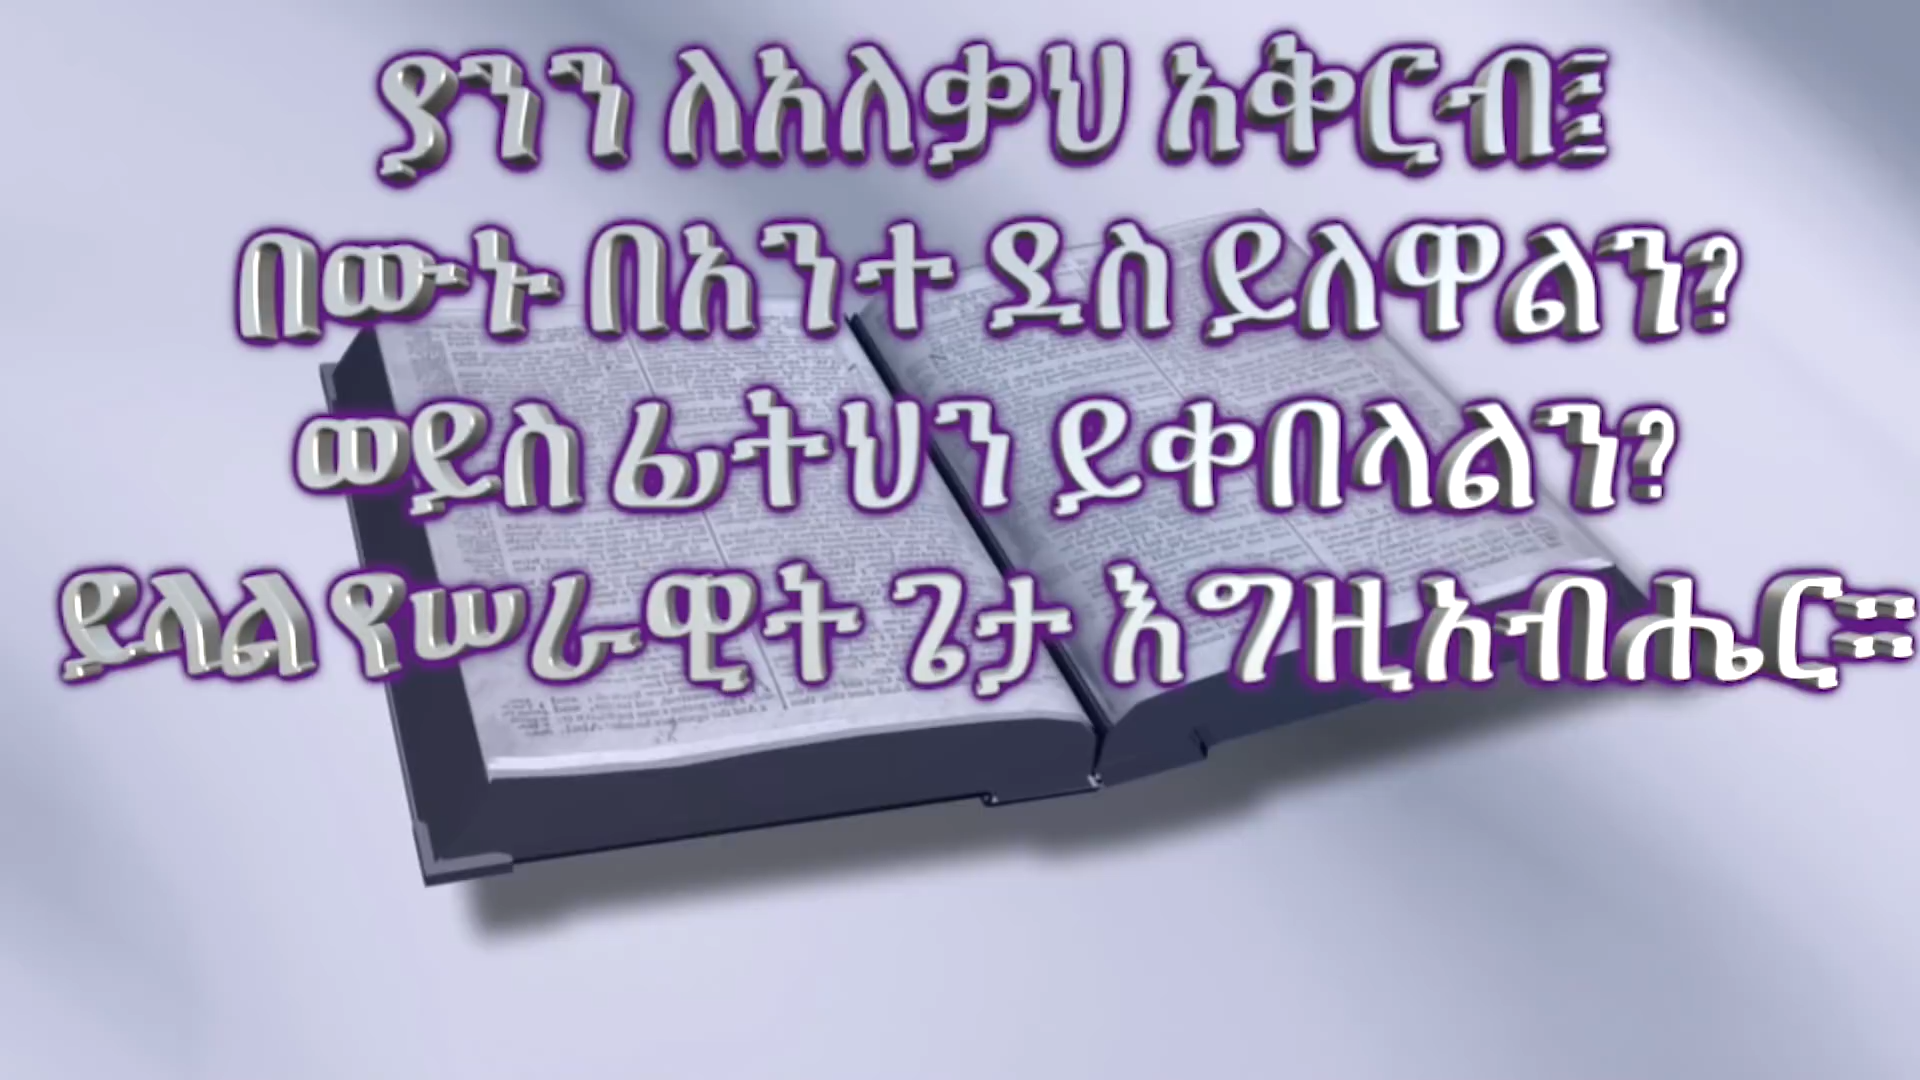 ያንን ለአለቃህ አቅርብ፤
በውኑ በአንተ ደስ ይለዋልን?
ወይስ ፊትህን ይቀበላልን?
ይላል የሠራዊት ጌታ እግዚአብሔር።